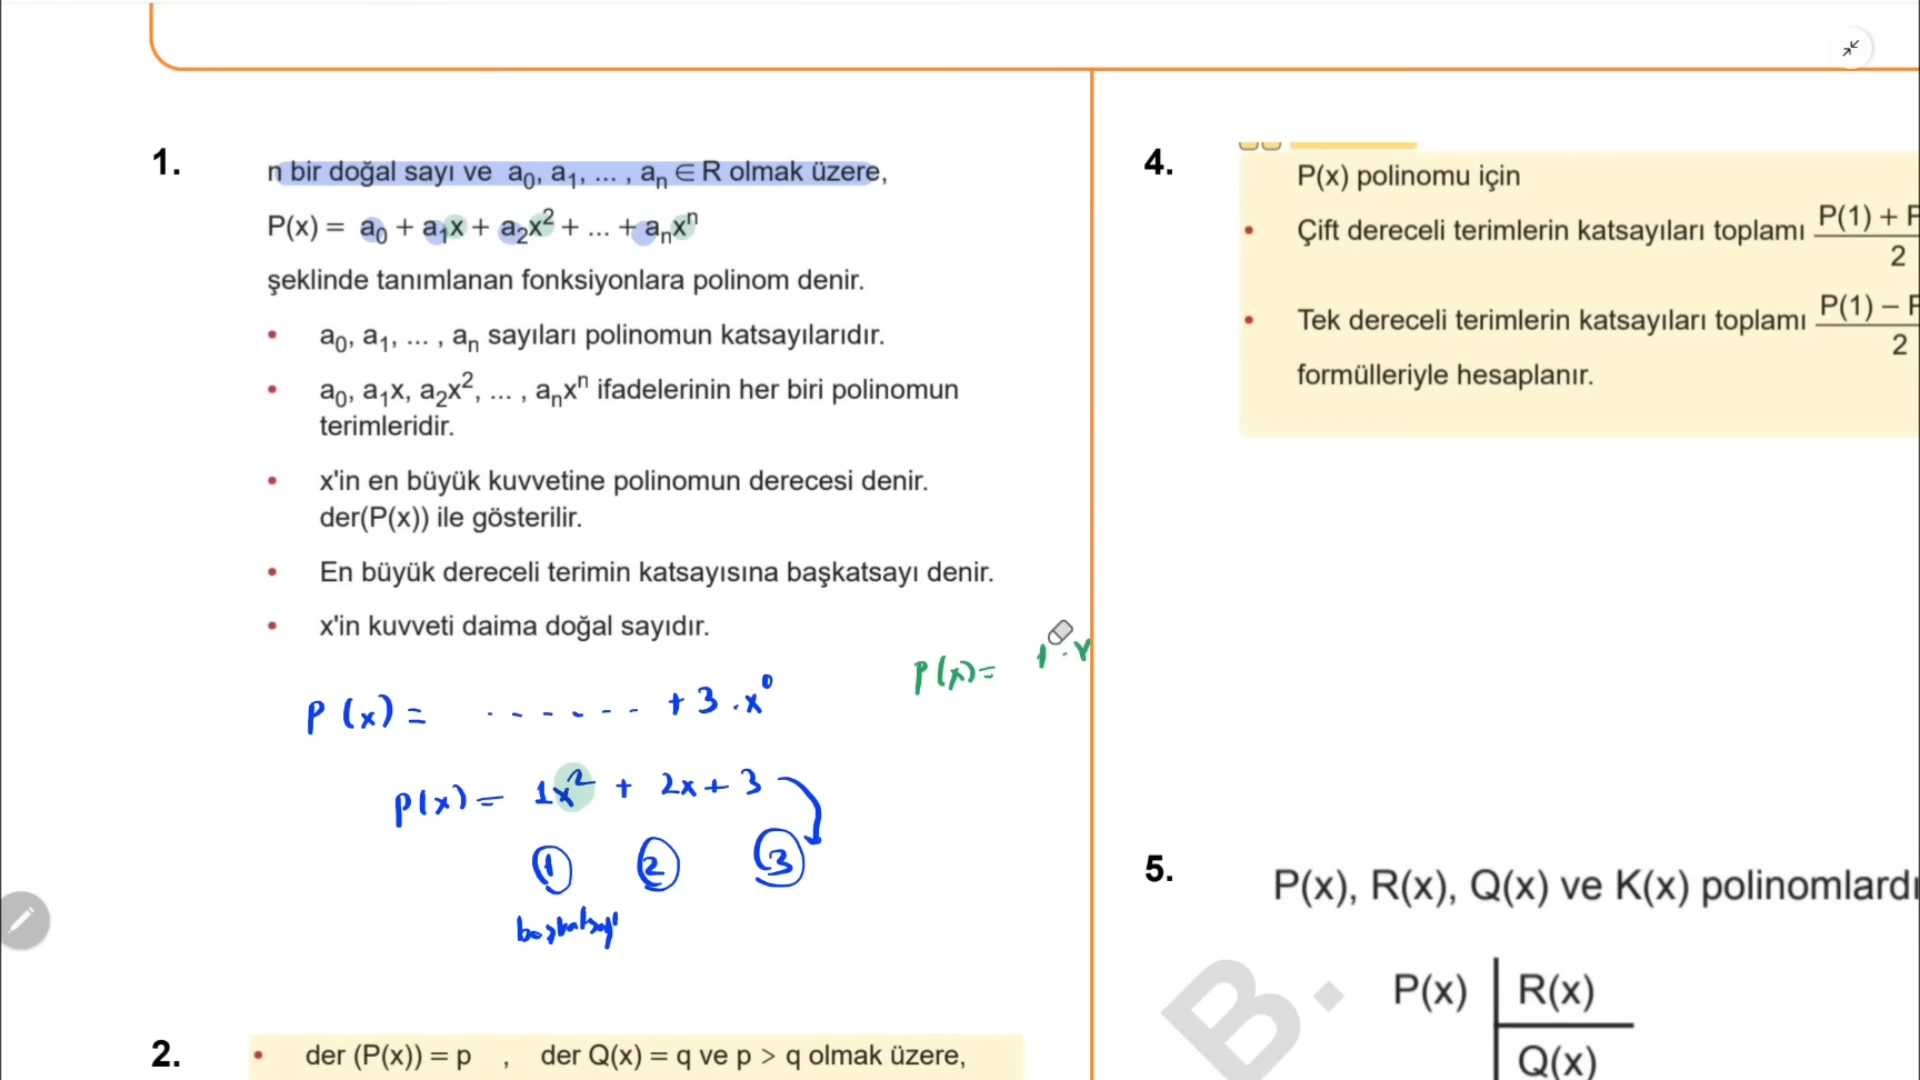 1.
n bir doğal sayı ve a₀, a₁, ... , aₙ ∈ R olmak üzere,
P(x) = a₀ + a₁x + a₂x² + ... + aₙxⁿ
şeklinde tanımlanan fonksiyonlara polinom denir.
• a₀, a₁, ... , aₙ sayıları polinomun katsayılarıdır.
• a₀, a₁x, a₂x², ... , aₙxⁿ ifadelerinin her biri polinomun
terimleridir.
• x'in en büyük kuvvetine polinomun derecesi denir.
der(P(x)) ile gösterilir.
• En büyük dereceli terimin katsayısına başkatsayı denir.
• x'in kuvveti daima doğal sayıdır.
P(x) =
P(x) = ....... + 3 . x⁰
P(x) = 1x² + 2x + 3
1 2 3
başkatsayı
2.
• der (P(x)) = p , der Q(x) = q ve p > q olmak üzere,
4.
P(x) polinomu için
• Çift dereceli terimlerin katsayıları toplamı P(1) +
2
• Tek dereceli terimlerin katsayıları toplamı P(1) −
2
formülleriyle hesaplanır.
5.
P(x), R(x), Q(x) ve K(x) polinomlardı
P(x) R(x)
Q(x)
B.